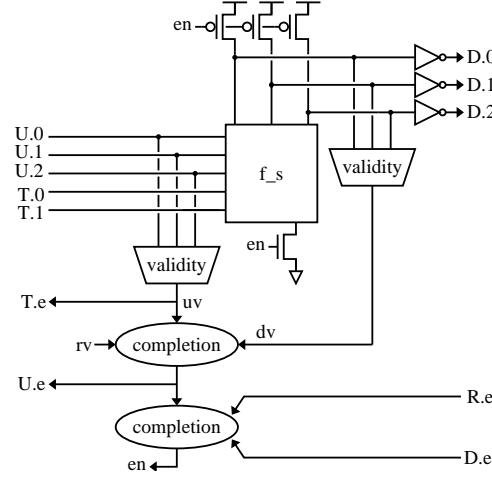 en
D.0
D.1
D.2
U.0
U.1
U.2
T.0
T.1
f_s
validity
en
validity
T.e
uv
dv
rv
completion
U.e
R.e
completion
en
D.e